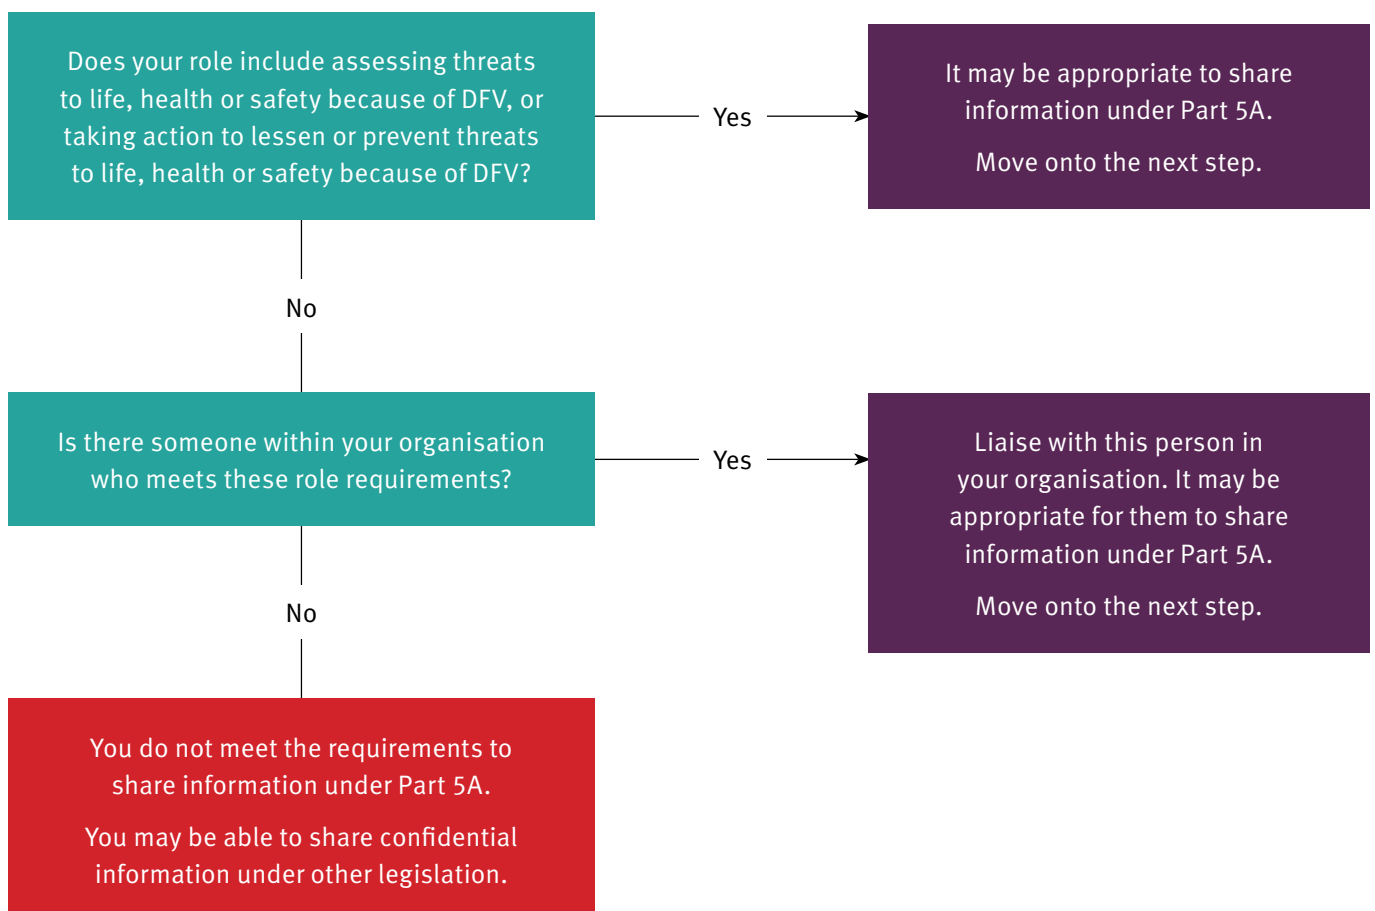 Does your role include assessing threats
to life, health or safety because of DFV, or
taking action to lessen or prevent threats
to life, health or safety because of DFV?
Yes
It may be appropriate to share
information under Part 5A.
Move onto the next step.
No
Is there someone within your organisation
who meets these role requirements?
Yes
Liaise with this person in
your organisation. It may be
appropriate for them to share
information under Part 5A.
Move onto the next step.
No
You do not meet the requirements to
share information under Part 5A.
You may be able to share confidential
information under other legislation.